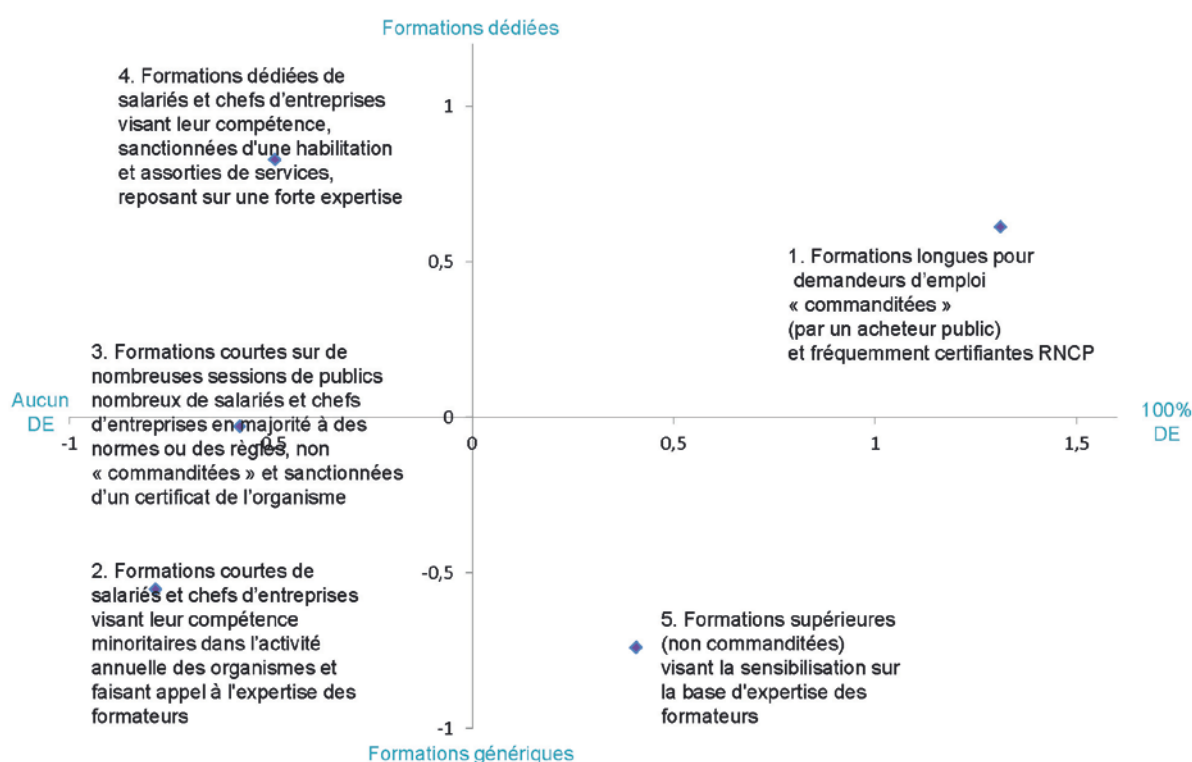 Formations dédiées
4. Formations dédiées de
salariés et chefs d'entreprises
visant leur compétence,
sanctionnées d'une habilitation
et assorties de services,
reposant sur une forte expertise
1
0,5
1. Formations longues pour
demandeurs d’emploi
« commanditées »
(par un acheteur public)
et fréquemment certifiantes RNCP
3. Formations courtes sur de
nombreuses sessions de publics
nombreux de salariés et chefs
d’entreprises en majorité à des
normes ou des règles, non
« commanditées » et sanctionnées
d’un certificat de l’organisme
Aucun
DE
-1
-0,5
0
0,5
1
1,5
100%
DE
2. Formations courtes de
salariés et chefs d’entreprises
visant leur compétence
minoritaires dans l’activité
annuelle des organismes et
faisant appel à l'expertise des
formateurs
-0,5
5. Formations supérieures
(non commanditées)
visant la sensibilisation sur
la base d'expertise des
formateurs
-1
Formations génériques